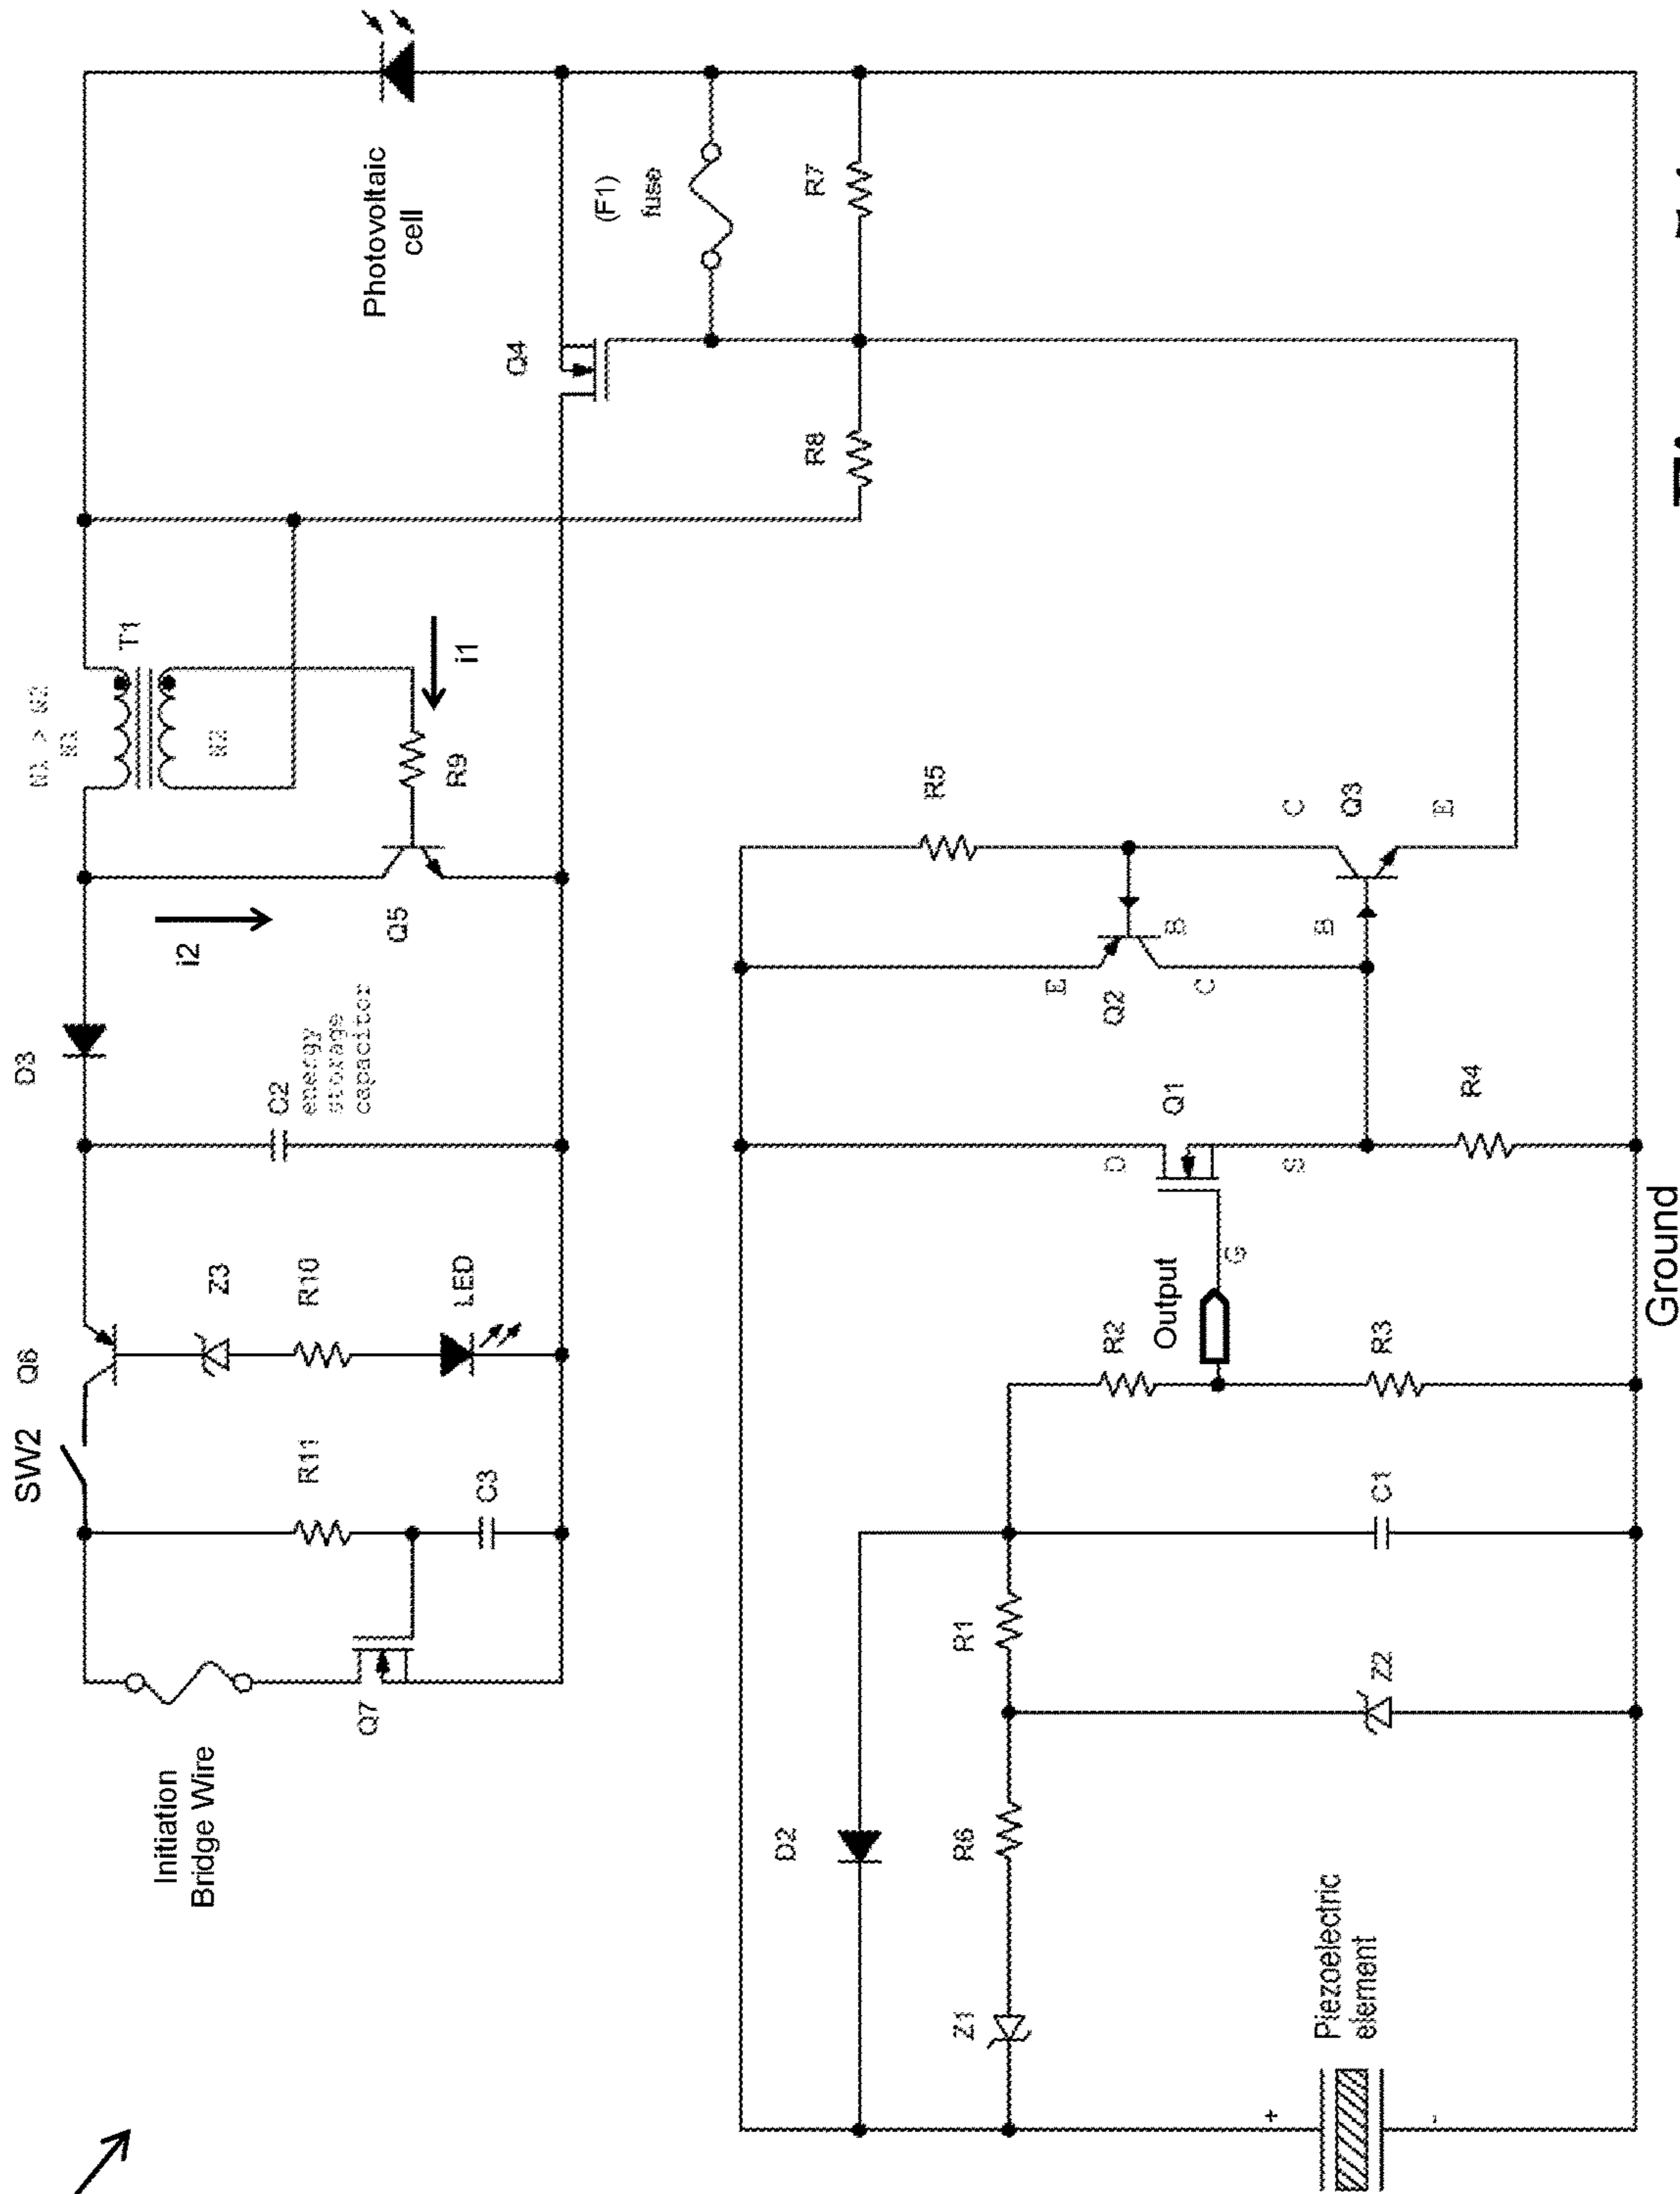 Photovoltaic
cell
(F1)
fuse
R7
Q4
R8
T1
N1 > N2
N1
N2
i1
R9
i2
Q5
D3
C2
energy
storage
capacitor
Q6
Z3
R10
LED
SW2
R11
C3
Q7
Initiation
Bridge Wire
R5
C
Q3
E
B
B
E
Q2
C
D
Q1
S
R4
Output
G
R2
R3
Ground
C1
R1
Z2
D2
R6
Z1
Piezoelectric
element
+
-